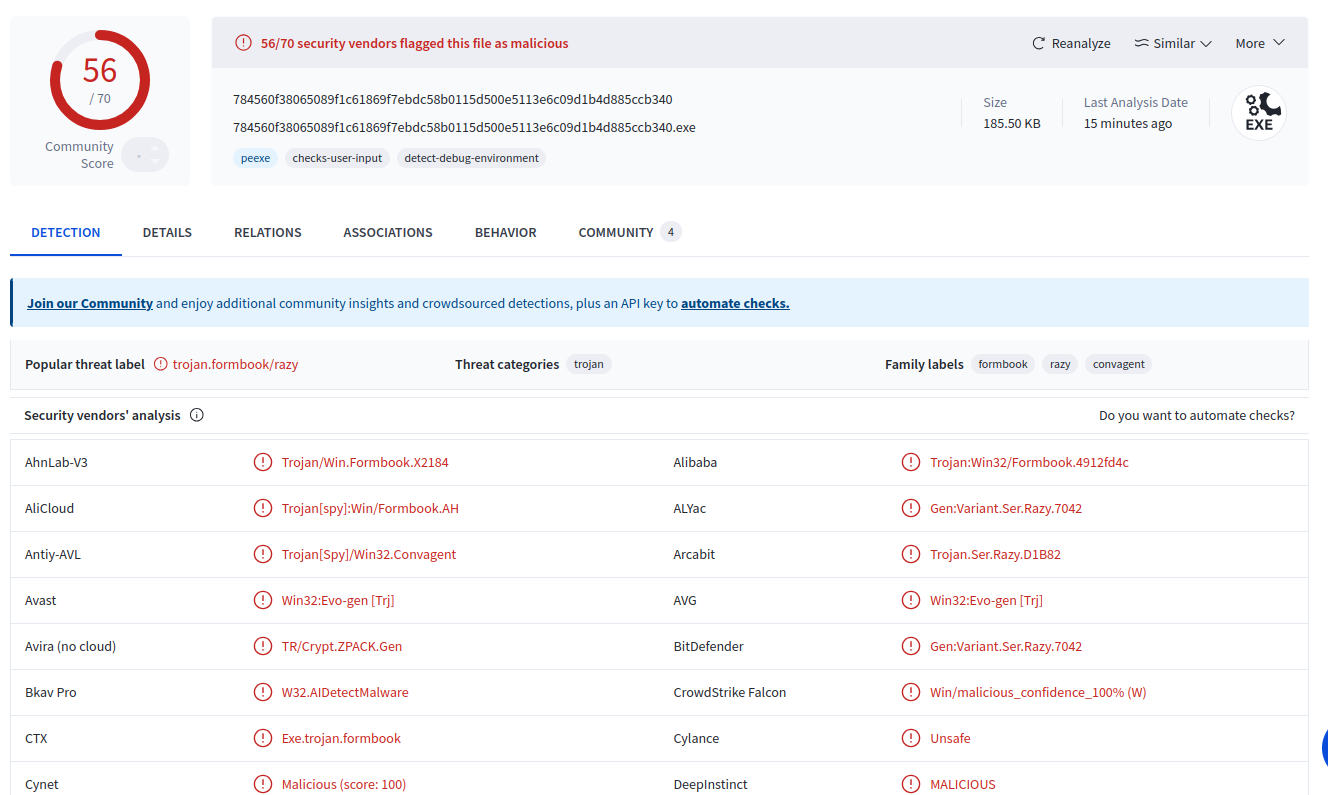 56
/ 70
Community
Score
56/70 security vendors flagged this file as malicious
Reanalyze
Similar
More
784560f38065089f1c61869f7ebdc58b0115d500e5113e6c09d1b4d885ccb340
784560f38065089f1c61869f7ebdc58b0115d500e5113e6c09d1b4d885ccb340.exe
peexe checks-user-input detect-debug-environment
Size
185.50 KB
Last Analysis Date
15 minutes ago
EXE
DETECTION DETAILS RELATIONS ASSOCIATIONS BEHAVIOR COMMUNITY 4
Join our Community and enjoy additional community insights and crowdsourced detections, plus an API key to automate checks.
Popular threat label trojan.formbook/razy Threat categories trojan Family labels formbook razy convagent
Security vendors' analysis Do you want to automate checks?
AhnLab-V3 Trojan/Win.Formbook.X2184 Alibaba Trojan:Win32/Formbook.4912fd4c
AliCloud Trojan[spy]:Win/Formbook.AH ALYac Gen:Variant.Ser.Razy.7042
Antiy-AVL Trojan[Spy]/Win32.Convagent Arcabit Trojan.Ser.Razy.D1B82
Avast Win32:Evo-gen [Trj] AVG Win32:Evo-gen [Trj]
Avira (no cloud) TR/Crypt.ZPACK.Gen BitDefender Gen:Variant.Ser.Razy.7042
Bkav Pro W32.AIDetectMalware CrowdStrike Falcon Win/malicious_confidence_100% (W)
CTX Exe.trojan.formbook Cylance Unsafe
Cynet Malicious (score: 100) DeepInstinct MALICIOUS